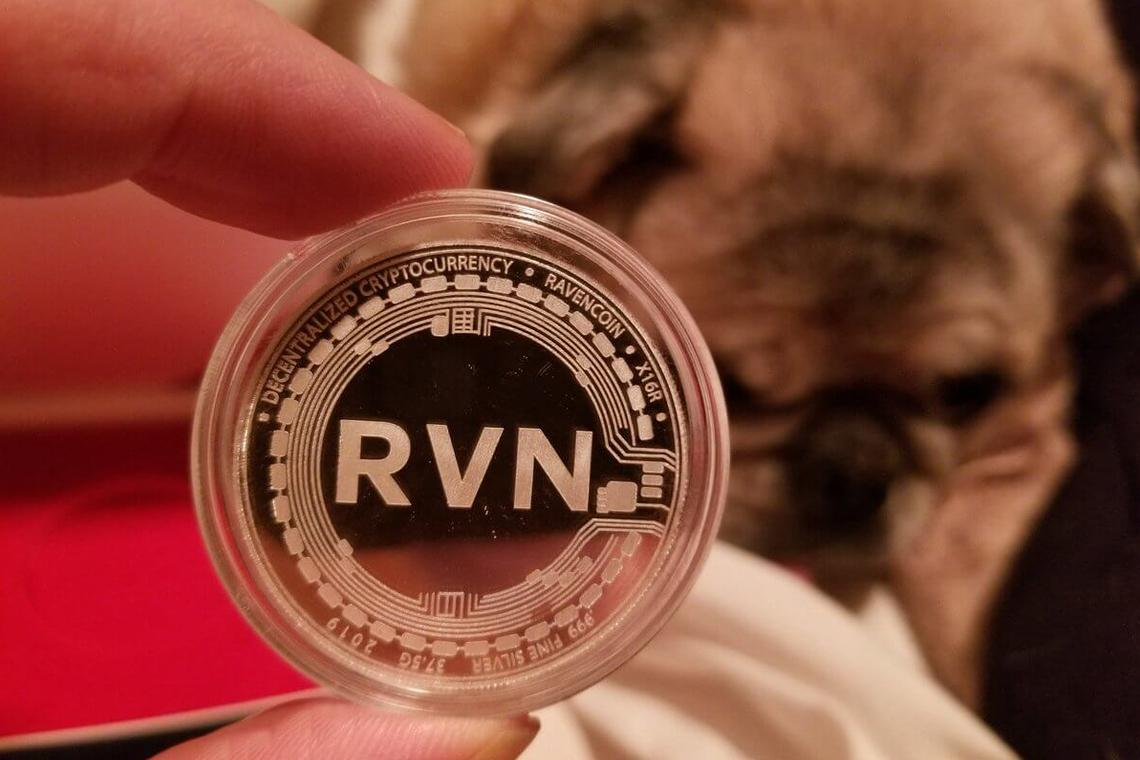 DECENTRALIZED CRYPTOCURRENCY • RAVENCOIN • X16R
RVN
999 FINE SILVER 37.5G 2019